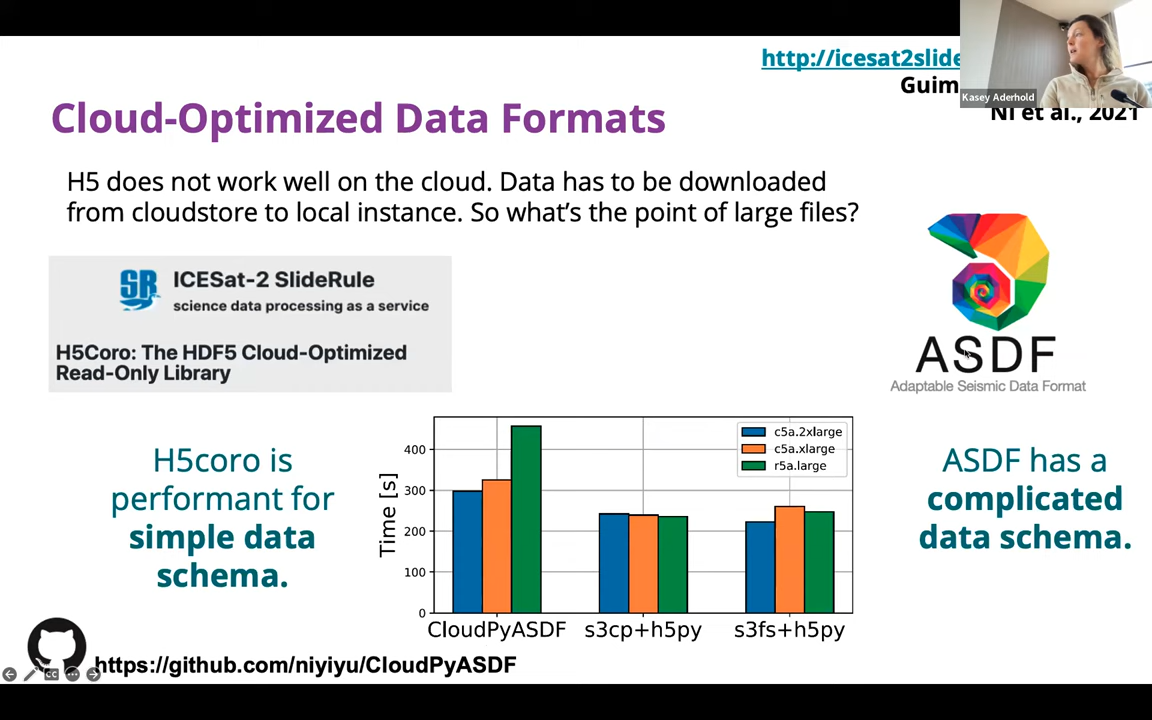 http://icesat2slide
Guim
Kasey Aderhold
Ni et al., 2021
Cloud-Optimized Data Formats
H5 does not work well on the cloud. Data has to be downloaded
from cloudstore to local instance. So what's the point of large files?
SR
ICESat-2 SlideRule
science data processing as a service
H5Coro: The HDF5 Cloud-Optimized
Read-Only Library
ASDF
Adaptable Seismic Data Format
H5coro is
performant for
simple data
schema.
Time [s]
400
300
200
100
0
c5a.2xlarge
c5a.xlarge
r5a.large
CloudPyASDF s3cp+h5py s3fs+h5py
ASDF has a
complicated
data schema.
https://github.com/niyiyu/CloudPyASDF
CC